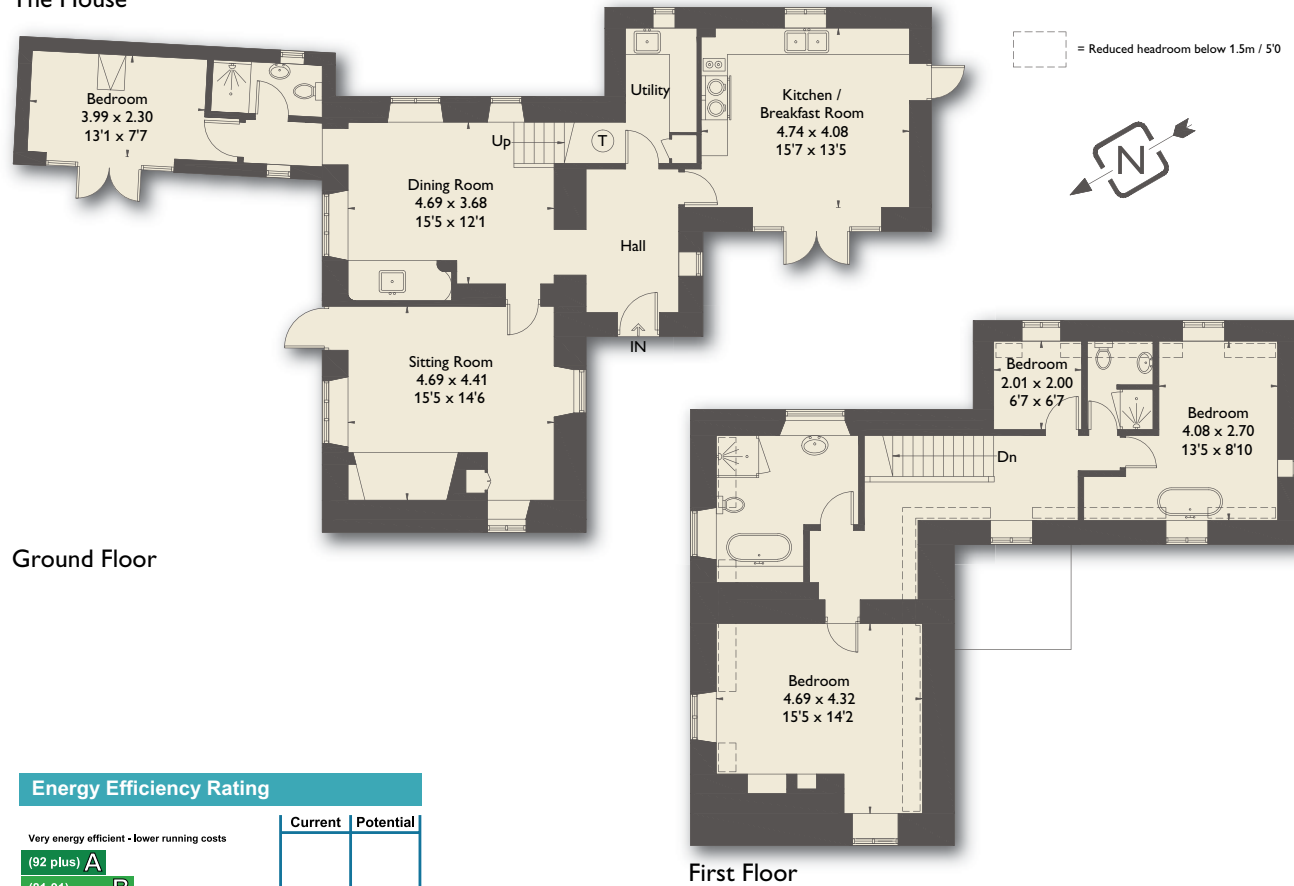 The House
= Reduced headroom below 1.5m / 5'0
N
Bedroom
3.99 x 2.30
13'1 x 7'7
Utility
Kitchen /
Breakfast Room
4.74 x 4.08
15'7 x 13'5
Up
T
Dining Room
4.69 x 3.68
15'5 x 12'1
Hall
IN
Sitting Room
4.69 x 4.41
15'5 x 14'6
Ground Floor
Bedroom
2.01 x 2.00
6'7 x 6'7
Bedroom
4.08 x 2.70
13'5 x 8'10
Dn
Bedroom
4.69 x 4.32
15'5 x 14'2
First Floor
Energy Efficiency Rating
Current Potential
Very energy efficient - lower running costs
(92 plus) A
B